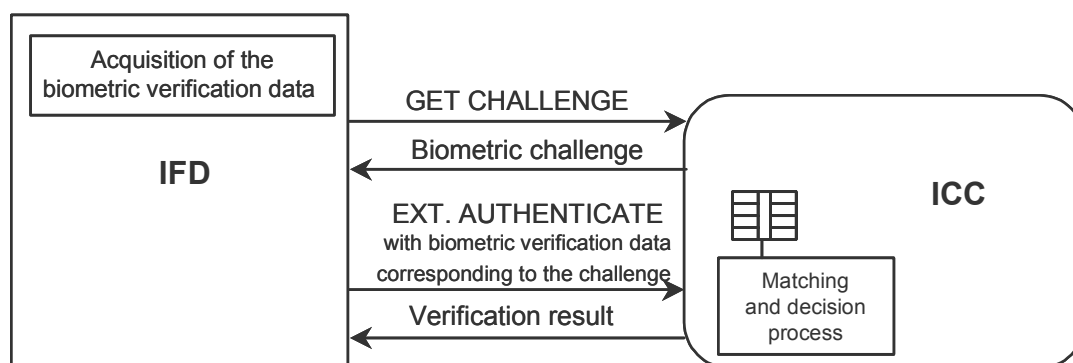 Acquisition of the
biometric verification data
IFD
GET CHALLENGE
Biometric challenge
EXT. AUTHENTICATE
with biometric verification data
corresponding to the challenge
Verification result
ICC
Matching
and decision
process